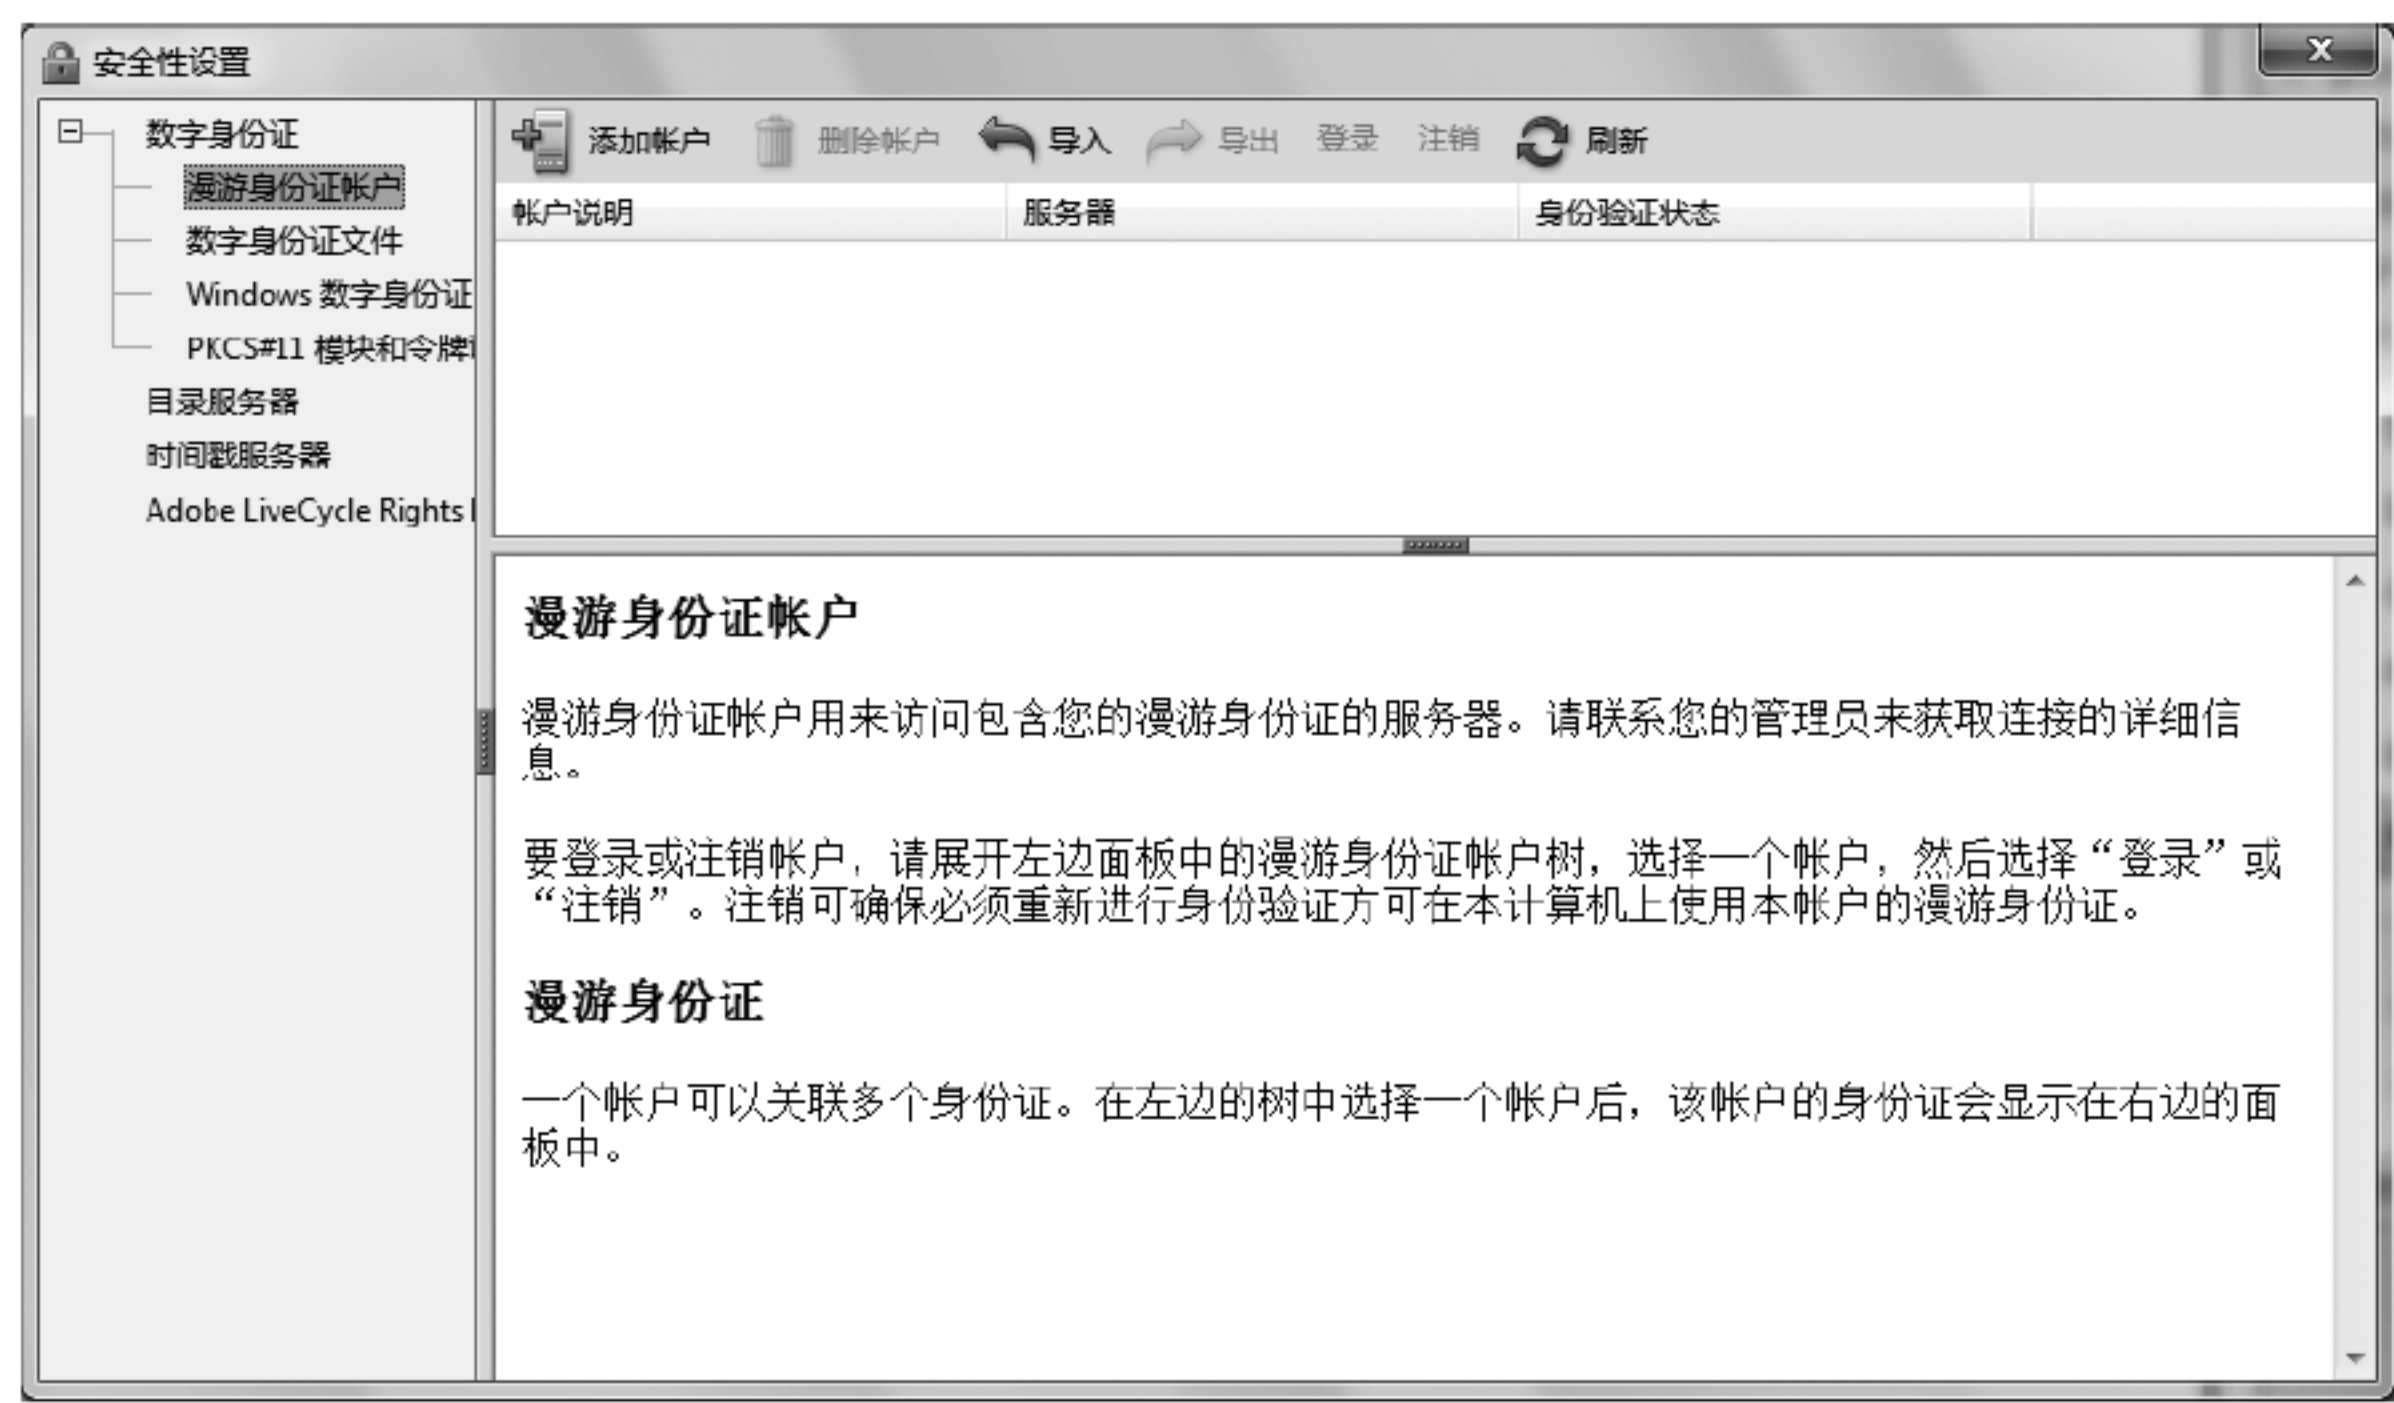 安全性设置
数字身份证
漫游身份证帐户
数字身份证文件
Windows 数字身份证
PKCS#11 模块和令牌
目录服务器
时间戳服务器
Adobe LiveCycle Rights
添加帐户 删除帐户 导入 导出 登录 注销 刷新
帐户说明 服务器 身份验证状态
漫游身份证帐户
漫游身份证帐户用来访问包含您的漫游身份证的服务器。请联系您的管理员来获取连接的详细信
息。
要登录或注销帐户，请展开左边面板中的漫游身份证帐户树，选择一个帐户，然后选择“登录”或
“注销”。注销可确保必须重新进行身份验证方可在本计算机上使用本帐户的漫游身份证。
漫游身份证
一个帐户可以关联多个身份证。在左边的树中选择一个帐户后，该帐户的身份证会显示在右边的面
板中。